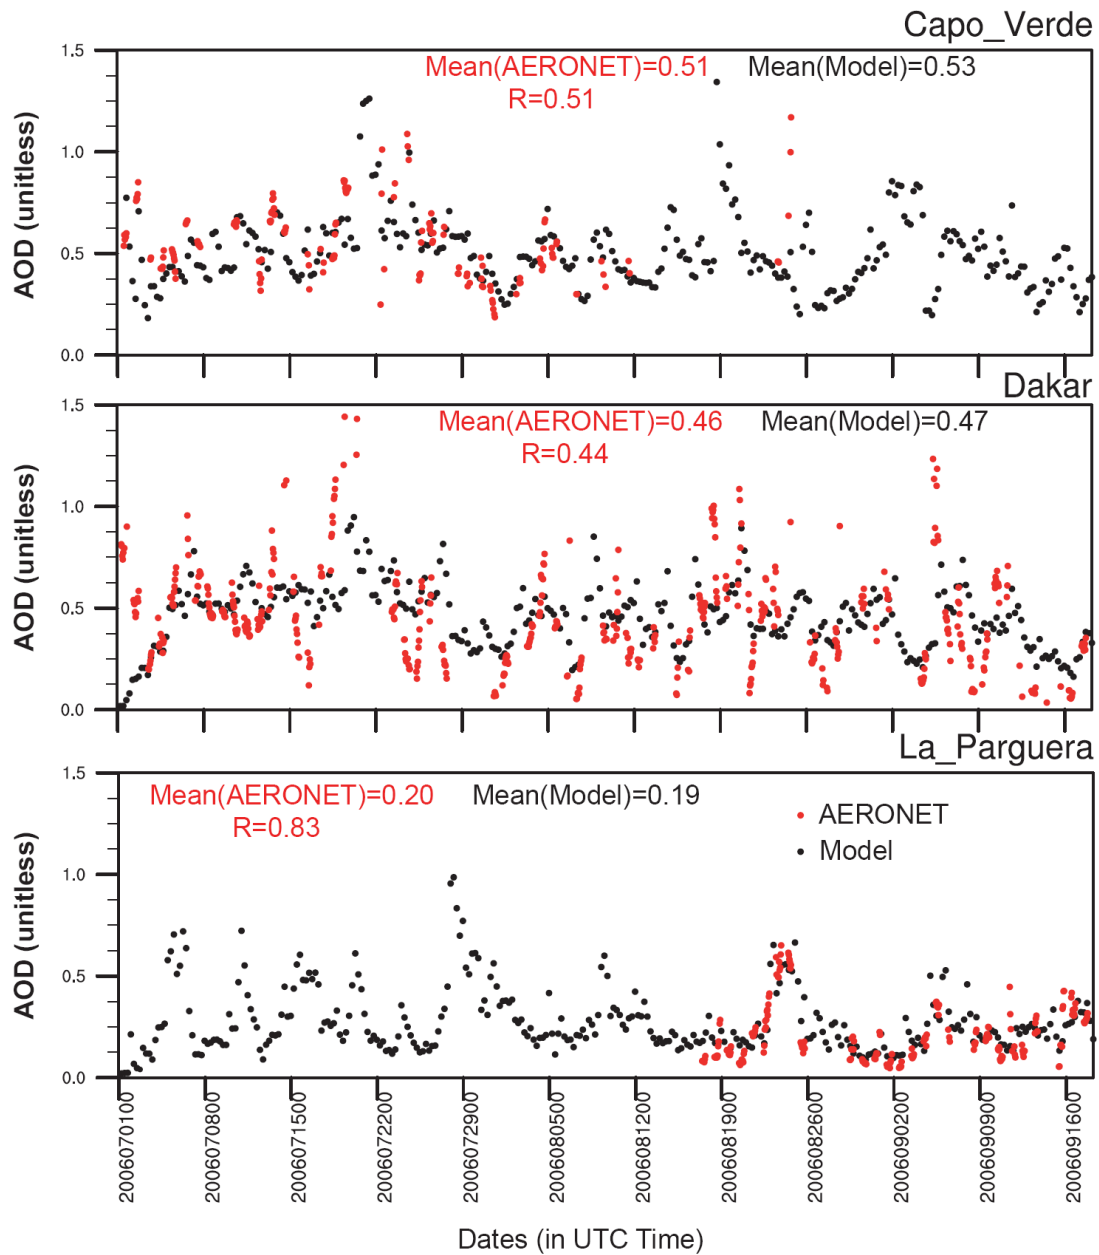 Capo_Verde
Mean(AERONET)=0.51 Mean(Model)=0.53
R=0.51
1.5
1.0
0.5
0.0
AOD (unitless)
Dakar
Mean(AERONET)=0.46 Mean(Model)=0.47
R=0.44
1.5
1.0
0.5
0.0
AOD (unitless)
La_Parguera
Mean(AERONET)=0.20 Mean(Model)=0.19
R=0.83
AERONET
Model
1.5
1.0
0.5
0.0
AOD (unitless)
2006070100
2006070800
2006071500
2006072200
2006072900
2006080500
2006081200
2006081900
2006082600
2006090200
2006090900
2006091600
Dates (in UTC Time)